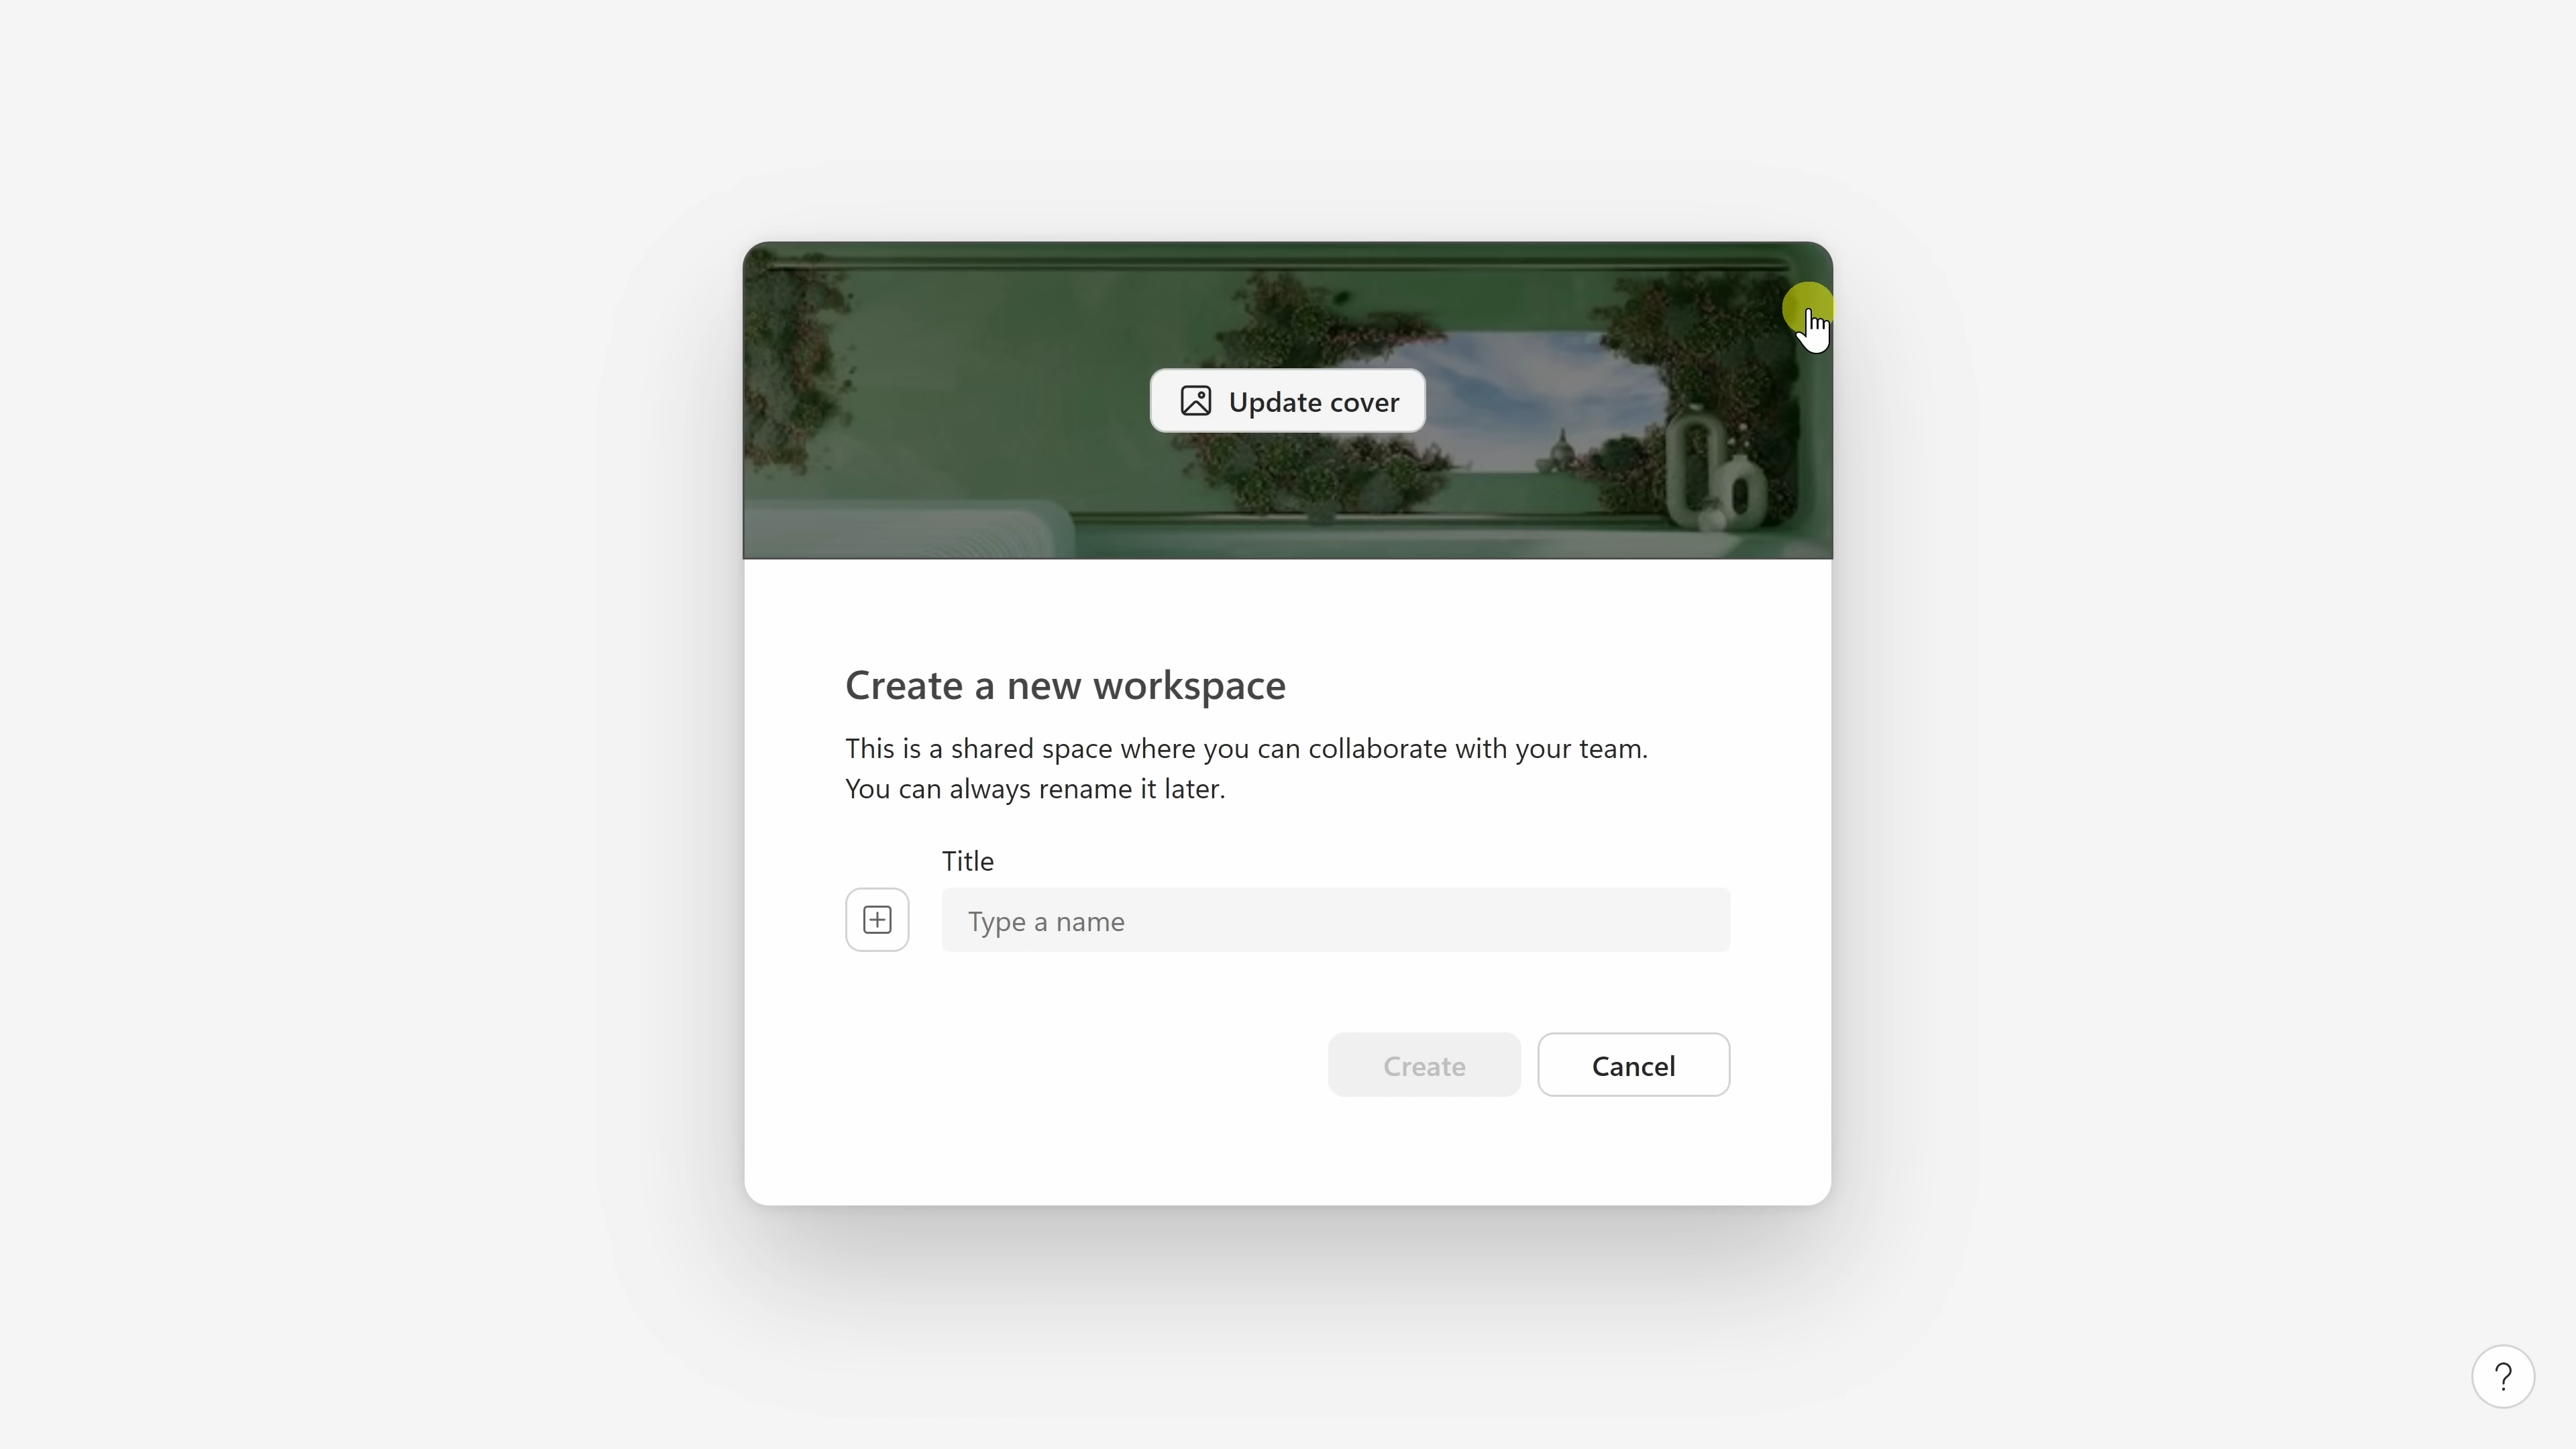 Update cover
Create a new workspace
This is a shared space where you can collaborate with your team.
You can always rename it later.
Title
Type a name
Create
Cancel
?